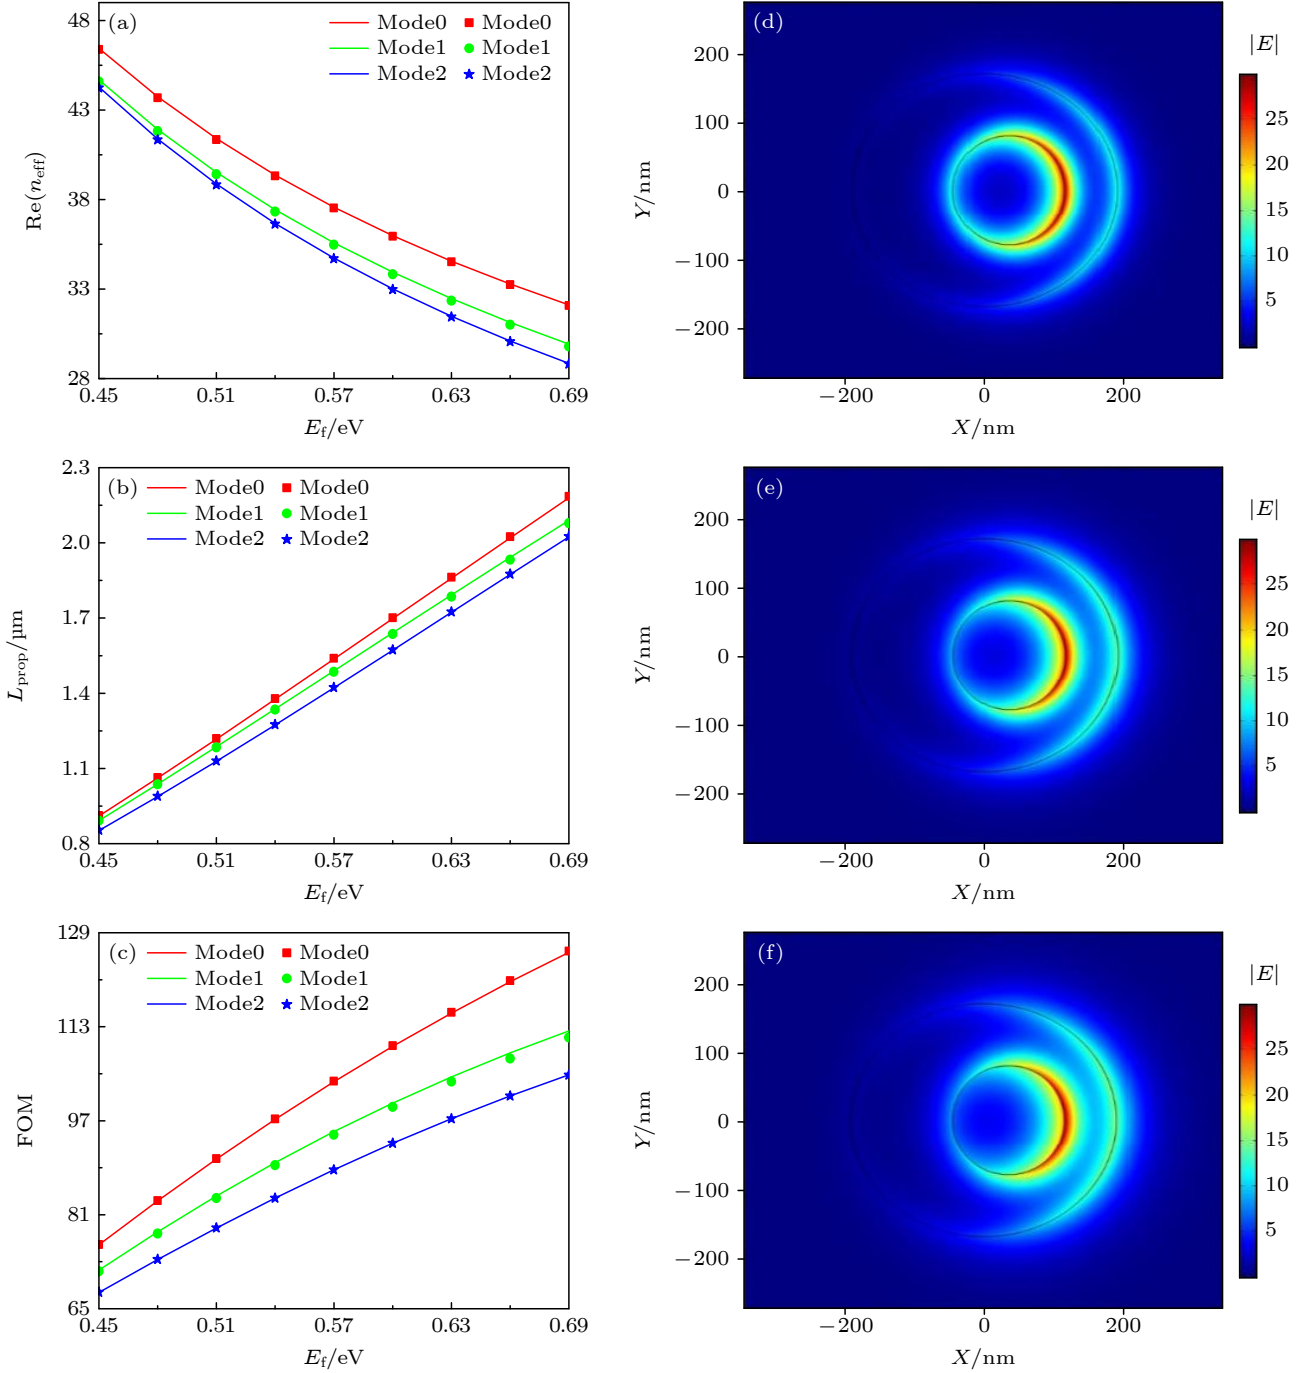 (a)
Mode0 Mode0
Mode1 Mode1
Mode2 Mode2
48
43
38
33
28
Re(n_eff)
0.45 0.51 0.57 0.63 0.69
E_f/eV
(d)
200
100
0
−100
−200
Y/nm
−200 0 200
X/nm
|E|
25
20
15
10
5
(b)
Mode0 Mode0
Mode1 Mode1
Mode2 Mode2
2.3
2.0
1.7
1.4
1.1
0.8
L_prop/µm
0.45 0.51 0.57 0.63 0.69
E_f/eV
(e)
200
100
0
−100
−200
Y/nm
−200 0 200
X/nm
|E|
25
20
15
10
5
(c)
Mode0 Mode0
Mode1 Mode1
Mode2 Mode2
129
113
97
81
65
FOM
0.45 0.51 0.57 0.63 0.69
E_f/eV
(f)
200
100
0
−100
−200
Y/nm
−200 0 200
X/nm
|E|
25
20
15
10
5